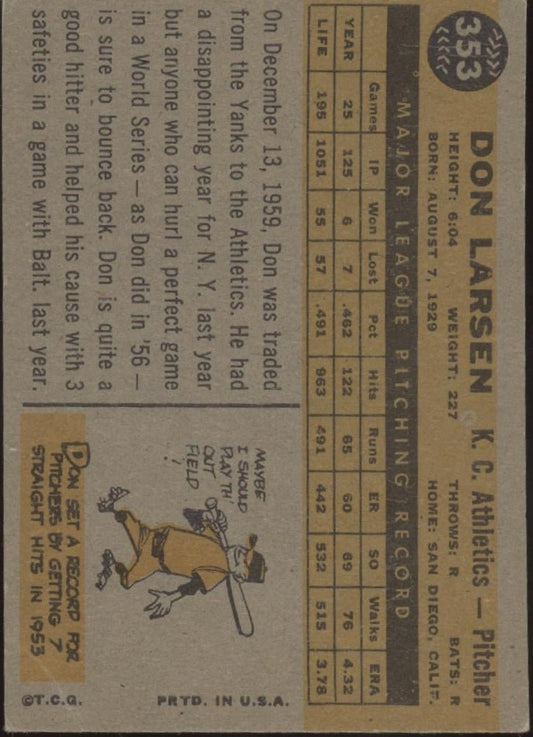 353
DON LARSEN K. C. Athletics — Pitcher
HEIGHT: 6:04 WEIGHT: 227 THROWS: R BATS: R
BORN: AUGUST 7, 1929 HOME: SAN DIEGO, CALIF.
MAJOR LEAGUE PITCHING RECORD
Games IP Won Lost Pct Hits Runs ER SO Walks ERA
YEAR 25 125 6 7 .462 122 65 60 69 76 4.32
LIFE 195 1051 55 57 .491 963 491 442 532 515 3.78
On December 13, 1959, Don was traded
from the Yanks to the Athletics. He had
a disappointing year for N. Y. last year
but anyone who can hurl a perfect game
in a World Series — as Don did in '56 —
is sure to bounce back. Don is quite a
good hitter and helped his cause with 3
safeties in a game with Balt. last year.
MAYBE
I SHOULD
PLAY TH'
OUT
FIELD!
DON SET A RECORD FOR
PITCHERS BY GETTING 7
STRAIGHT HITS IN 1953
©T.C.G. PRTD. IN U.S.A.